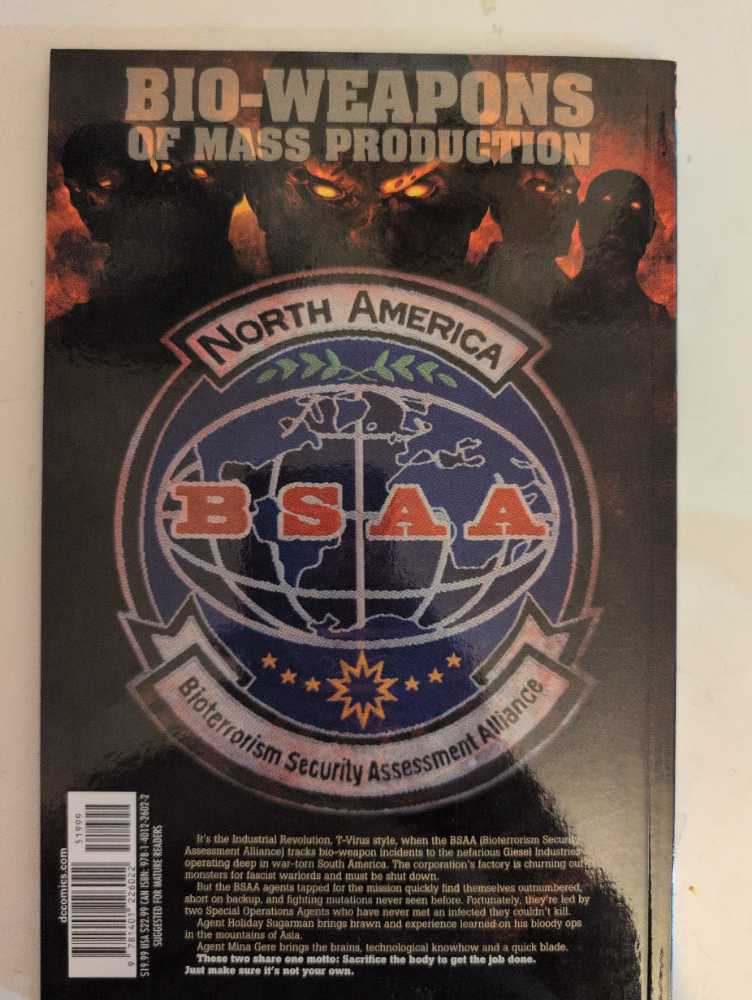 BIO-WEAPONS
OF MASS PRODUCTION
NORTH AMERICA
BSAA
Bioterrorism Security Assessment Alliance
It's the Industrial Revolution, T-Virus style, when the BSAA (Bioterrorism Security
Assessment Alliance) tracks bio-weapon incidents to the nefarious Giesel Industries
operating deep in war-torn South America. The corporation's factory is churning out
monsters for fascist warlords and must be shut down.
But the BSAA agents tapped for the mission quickly find themselves outnumbered,
short on backup, and fighting mutations never seen before. Fortunately, they're led by
two Special Operations Agents who have never met an infected they couldn't kill.
Agent Holiday Sugarman brings brawn and experience learned on his bloody ops
in the mountains of Asia.
Agent Mina Gere brings the brains, technological knowhow and a quick blade.
These two share one motto: Sacrifice the body to get the job done.
Just make sure it's not your own.
dccomics.com
51999
9 781401 226022
$19.99 USA $22.99 CAN ISBN: 978-1-4012-2602-2
SUGGESTED FOR MATURE READERS